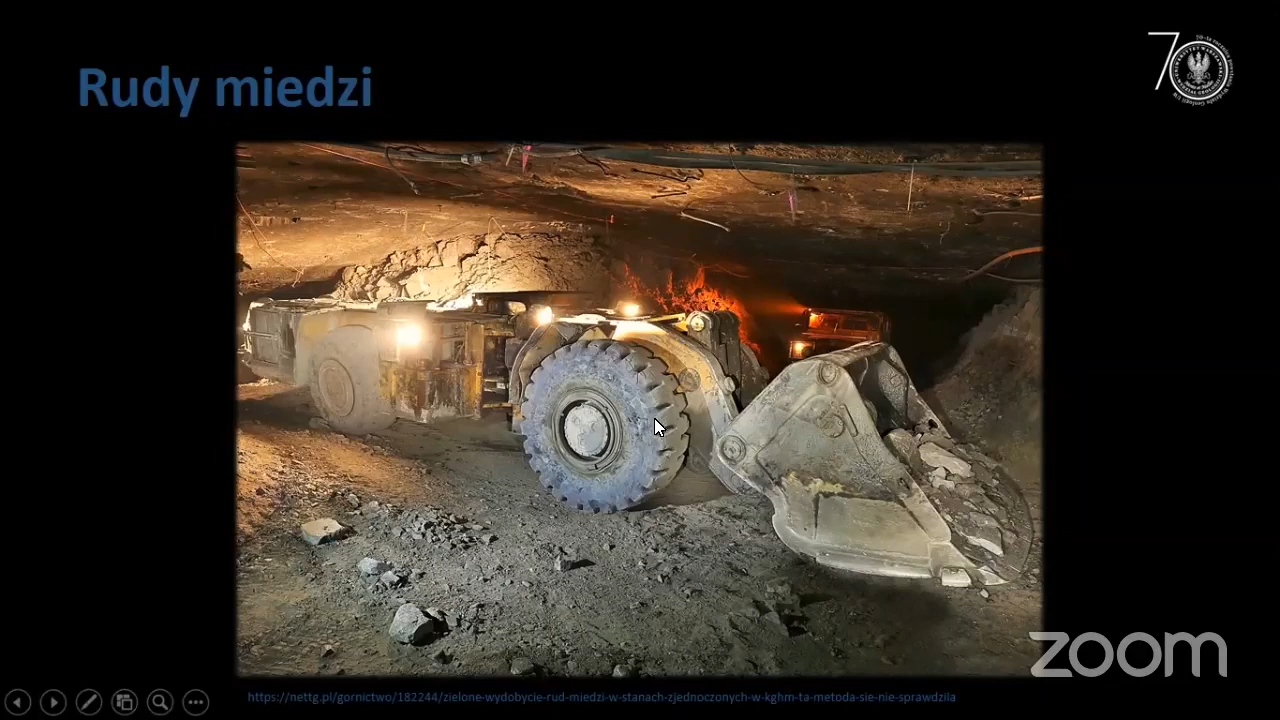 Rudy miedzi
70
https://nettg.pl/gornictwo/182244/zielone-wydobycie-rud-miedzi-w-stanach-zjednoczonych-w-kghm-ta-metoda-sie-nie-sprawdzila
zoom